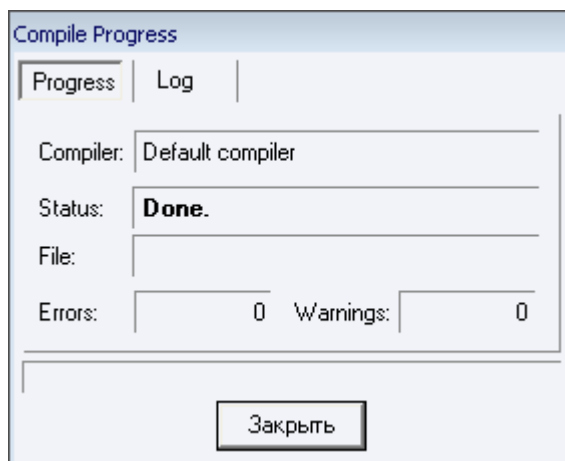 Compile Progress
Progress Log
Compiler: Default compiler
Status: Done.
File:
Errors: 0 Warnings: 0
Закрыть